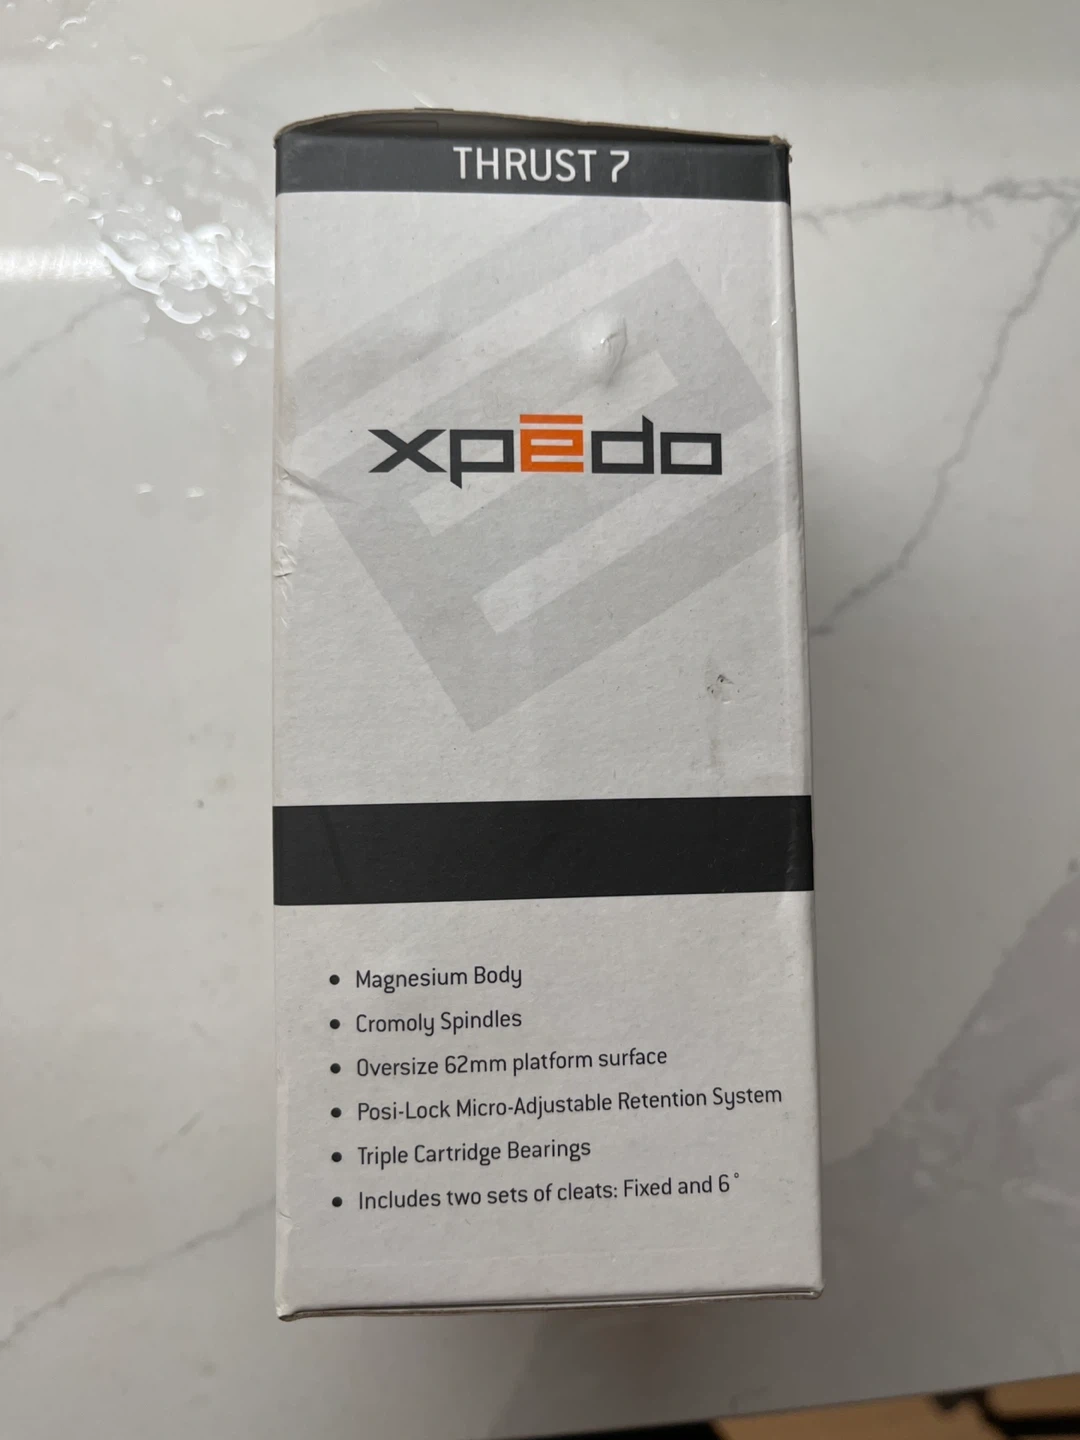 THRUST 7
xpēdo
• Magnesium Body
• Cromoly Spindles
• Oversize 62mm platform surface
• Posi-Lock Micro-Adjustable Retention System
• Triple Cartridge Bearings
• Includes two sets of cleats: Fixed and 6°